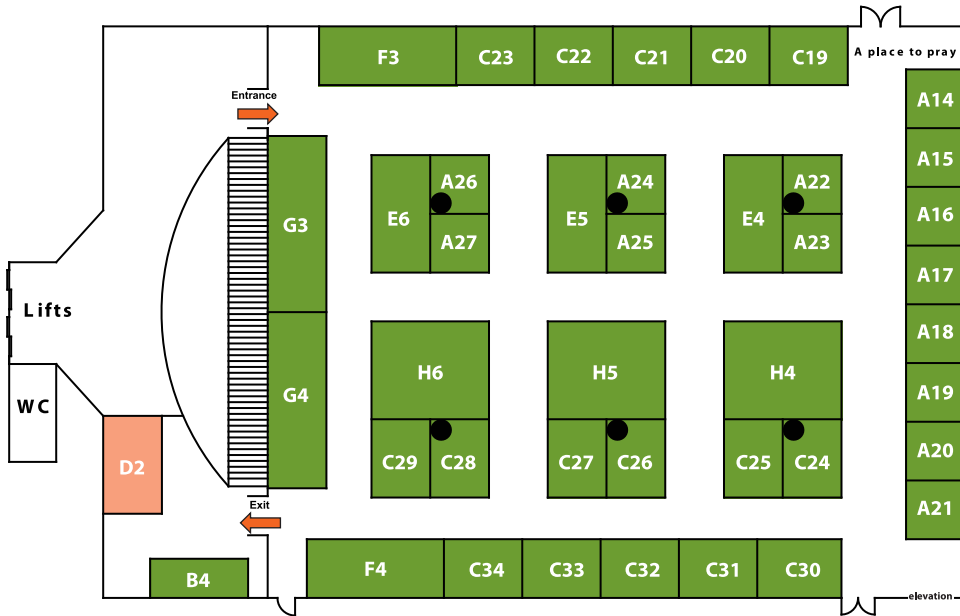 F3
C23
C22
C21
C20
C19
A place to pray
Entrance
A14
A15
A16
A17
A18
A19
A20
A21
G3
G4
E6
A26
A27
E5
A24
A25
E4
A22
A23
Lifts
WC
D2
H6
C29
C28
H5
C27
C26
H4
C25
C24
Exit
B4
F4
C34
C33
C32
C31
C30
elevation